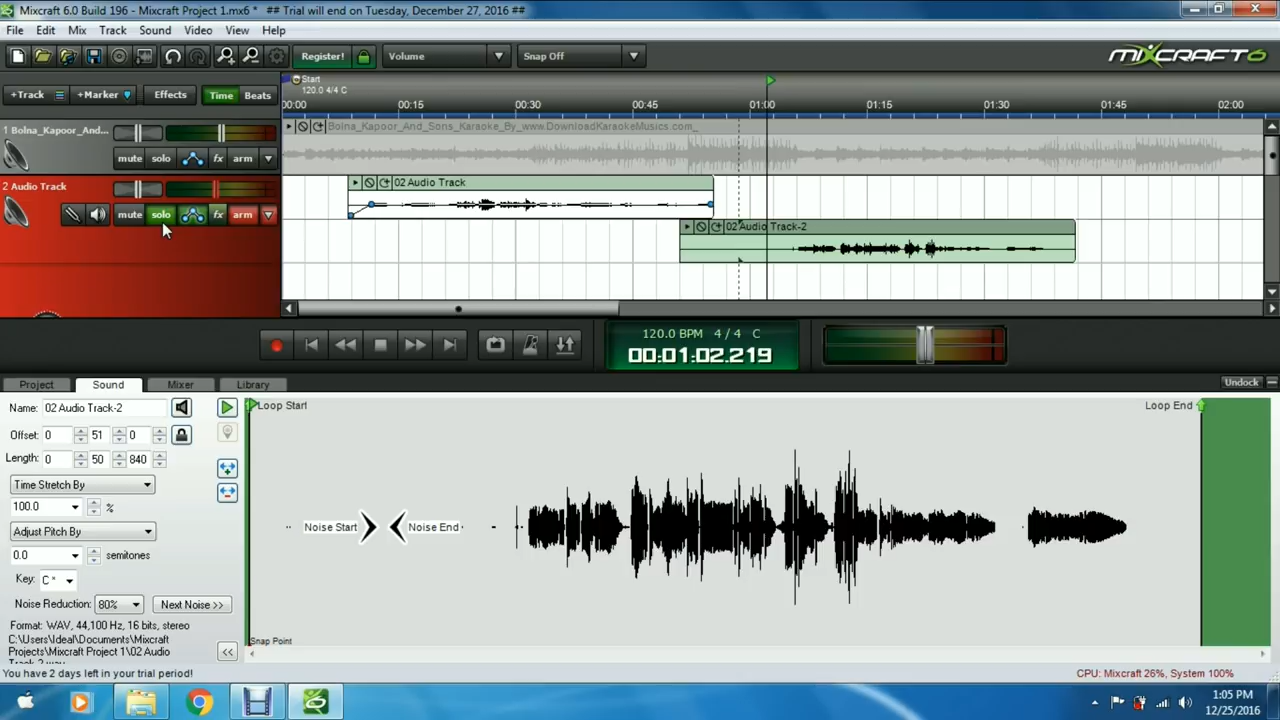 Mixcraft 6.0 Build 196 - Mixcraft Project 1.mx6 *   ## Trial will end on Tuesday, December 27, 2016 ##
File Edit Mix Track Sound Video View Help
Register! Volume Snap Off MIXCRAFT6
Start
120.0 4/4 C
+Track +Marker Effects Time Beats
00:00 00:15 00:30 00:45 01:00 01:15 01:30 01:45 02:00
1 Bolna_Kapoor_And...
Bolna_Kapoor_And_Sons_Karaoke_By_www.DownloadKaraokeMusics.com_
mute solo fx arm
2 Audio Track
02 Audio Track
mute solo fx arm
02 Audio Track-2
120.0 BPM 4 / 4 C
00:01:02.219
Project Sound Mixer Library Undock
Name: 02 Audio Track-2
Loop Start Loop End
Offset: 0 51 0
Length: 0 50 840
Time Stretch By
100.0 %
Noise Start Noise End
Adjust Pitch By
0.0 semitones
Key: C *
Noise Reduction: 80% Next Noise >>
Format: WAV, 44,100 Hz, 16 bits, stereo
C:\Users\Ideal\Documents\Mixcraft
Projects\Mixcraft Project 1\02 Audio
Track-2.wav
<<
Snap Point
You have 2 days left in your trial period!
CPU: Mixcraft 26%, System 100%
1:05 PM
12/25/2016